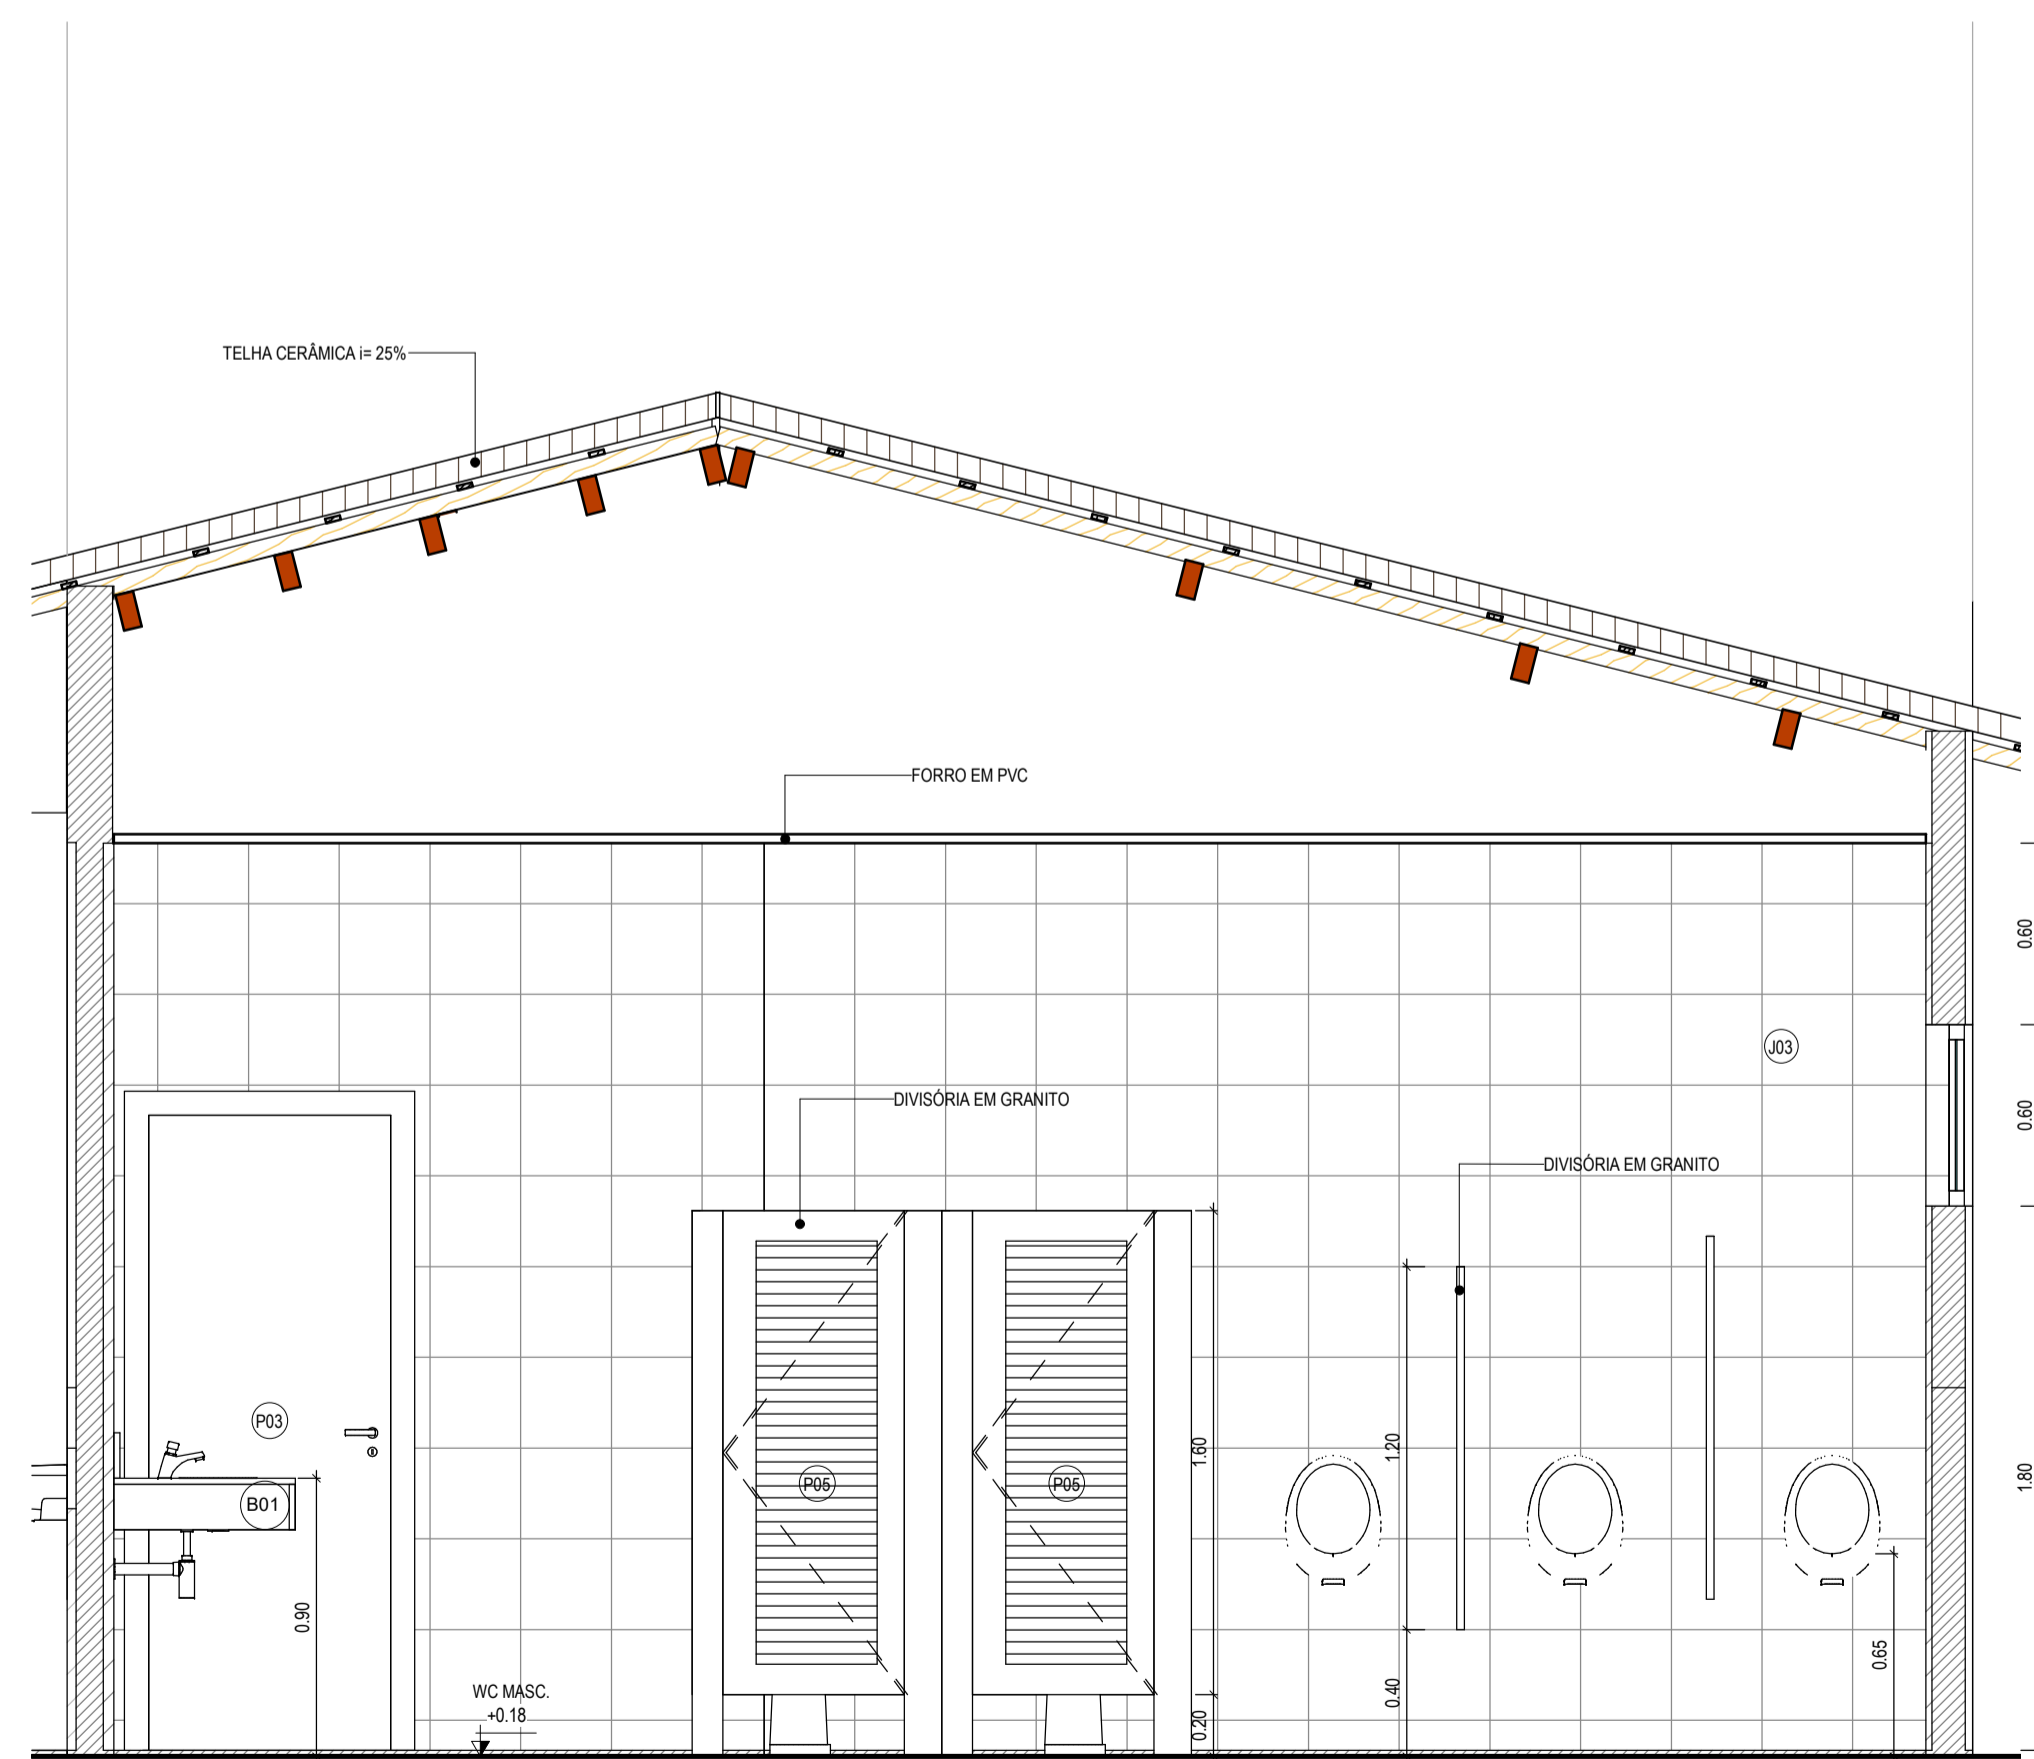 TELHA CERÂMICA i= 25%
FORRO EM PVC
0.60
J03
DIVISÓRIA EM GRANITO
0.60
DIVISÓRIA EM GRANITO
P03
1.20
1.60
P05
P05
1.80
B01
0.90
0.65
WC MASC.
+0.18
0.40
0.20